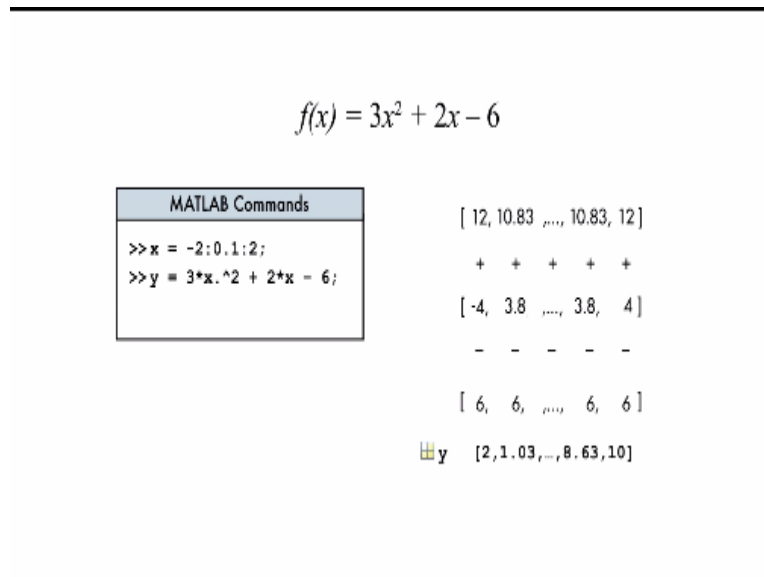 f(x) = 3x² + 2x – 6
MATLAB Commands
>>x = -2:0.1:2;
>>y = 3*x.^2 + 2*x - 6;
[ 12, 10.83 ,..., 10.83, 12 ]
+ + + + +
[ -4, 3.8 ,..., 3.8, 4 ]
– – – – –
[ 6, 6, ,..., 6, 6 ]
y [2,1.03,…,8.63,10]